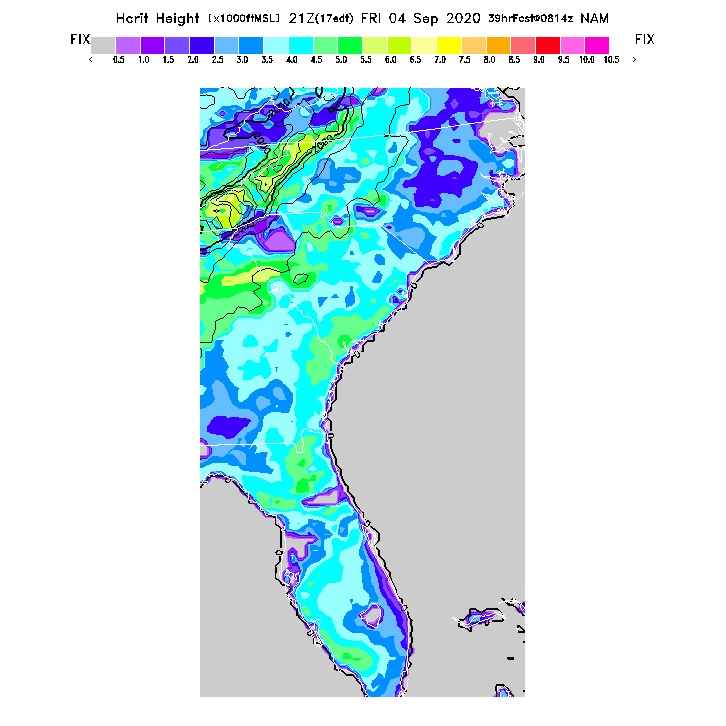 Hcrit Height [x1000ftMSL] 21Z(17edt) FRI 04 Sep 2020 39hrFcst@0814z NAM
FIX FIX
< 0.5 1.0 1.5 2.0 2.5 3.0 3.5 4.0 4.5 5.0 5.5 6.0 6.5 7.0 7.5 8.0 8.5 9.0 9.5 10.0 10.5 >